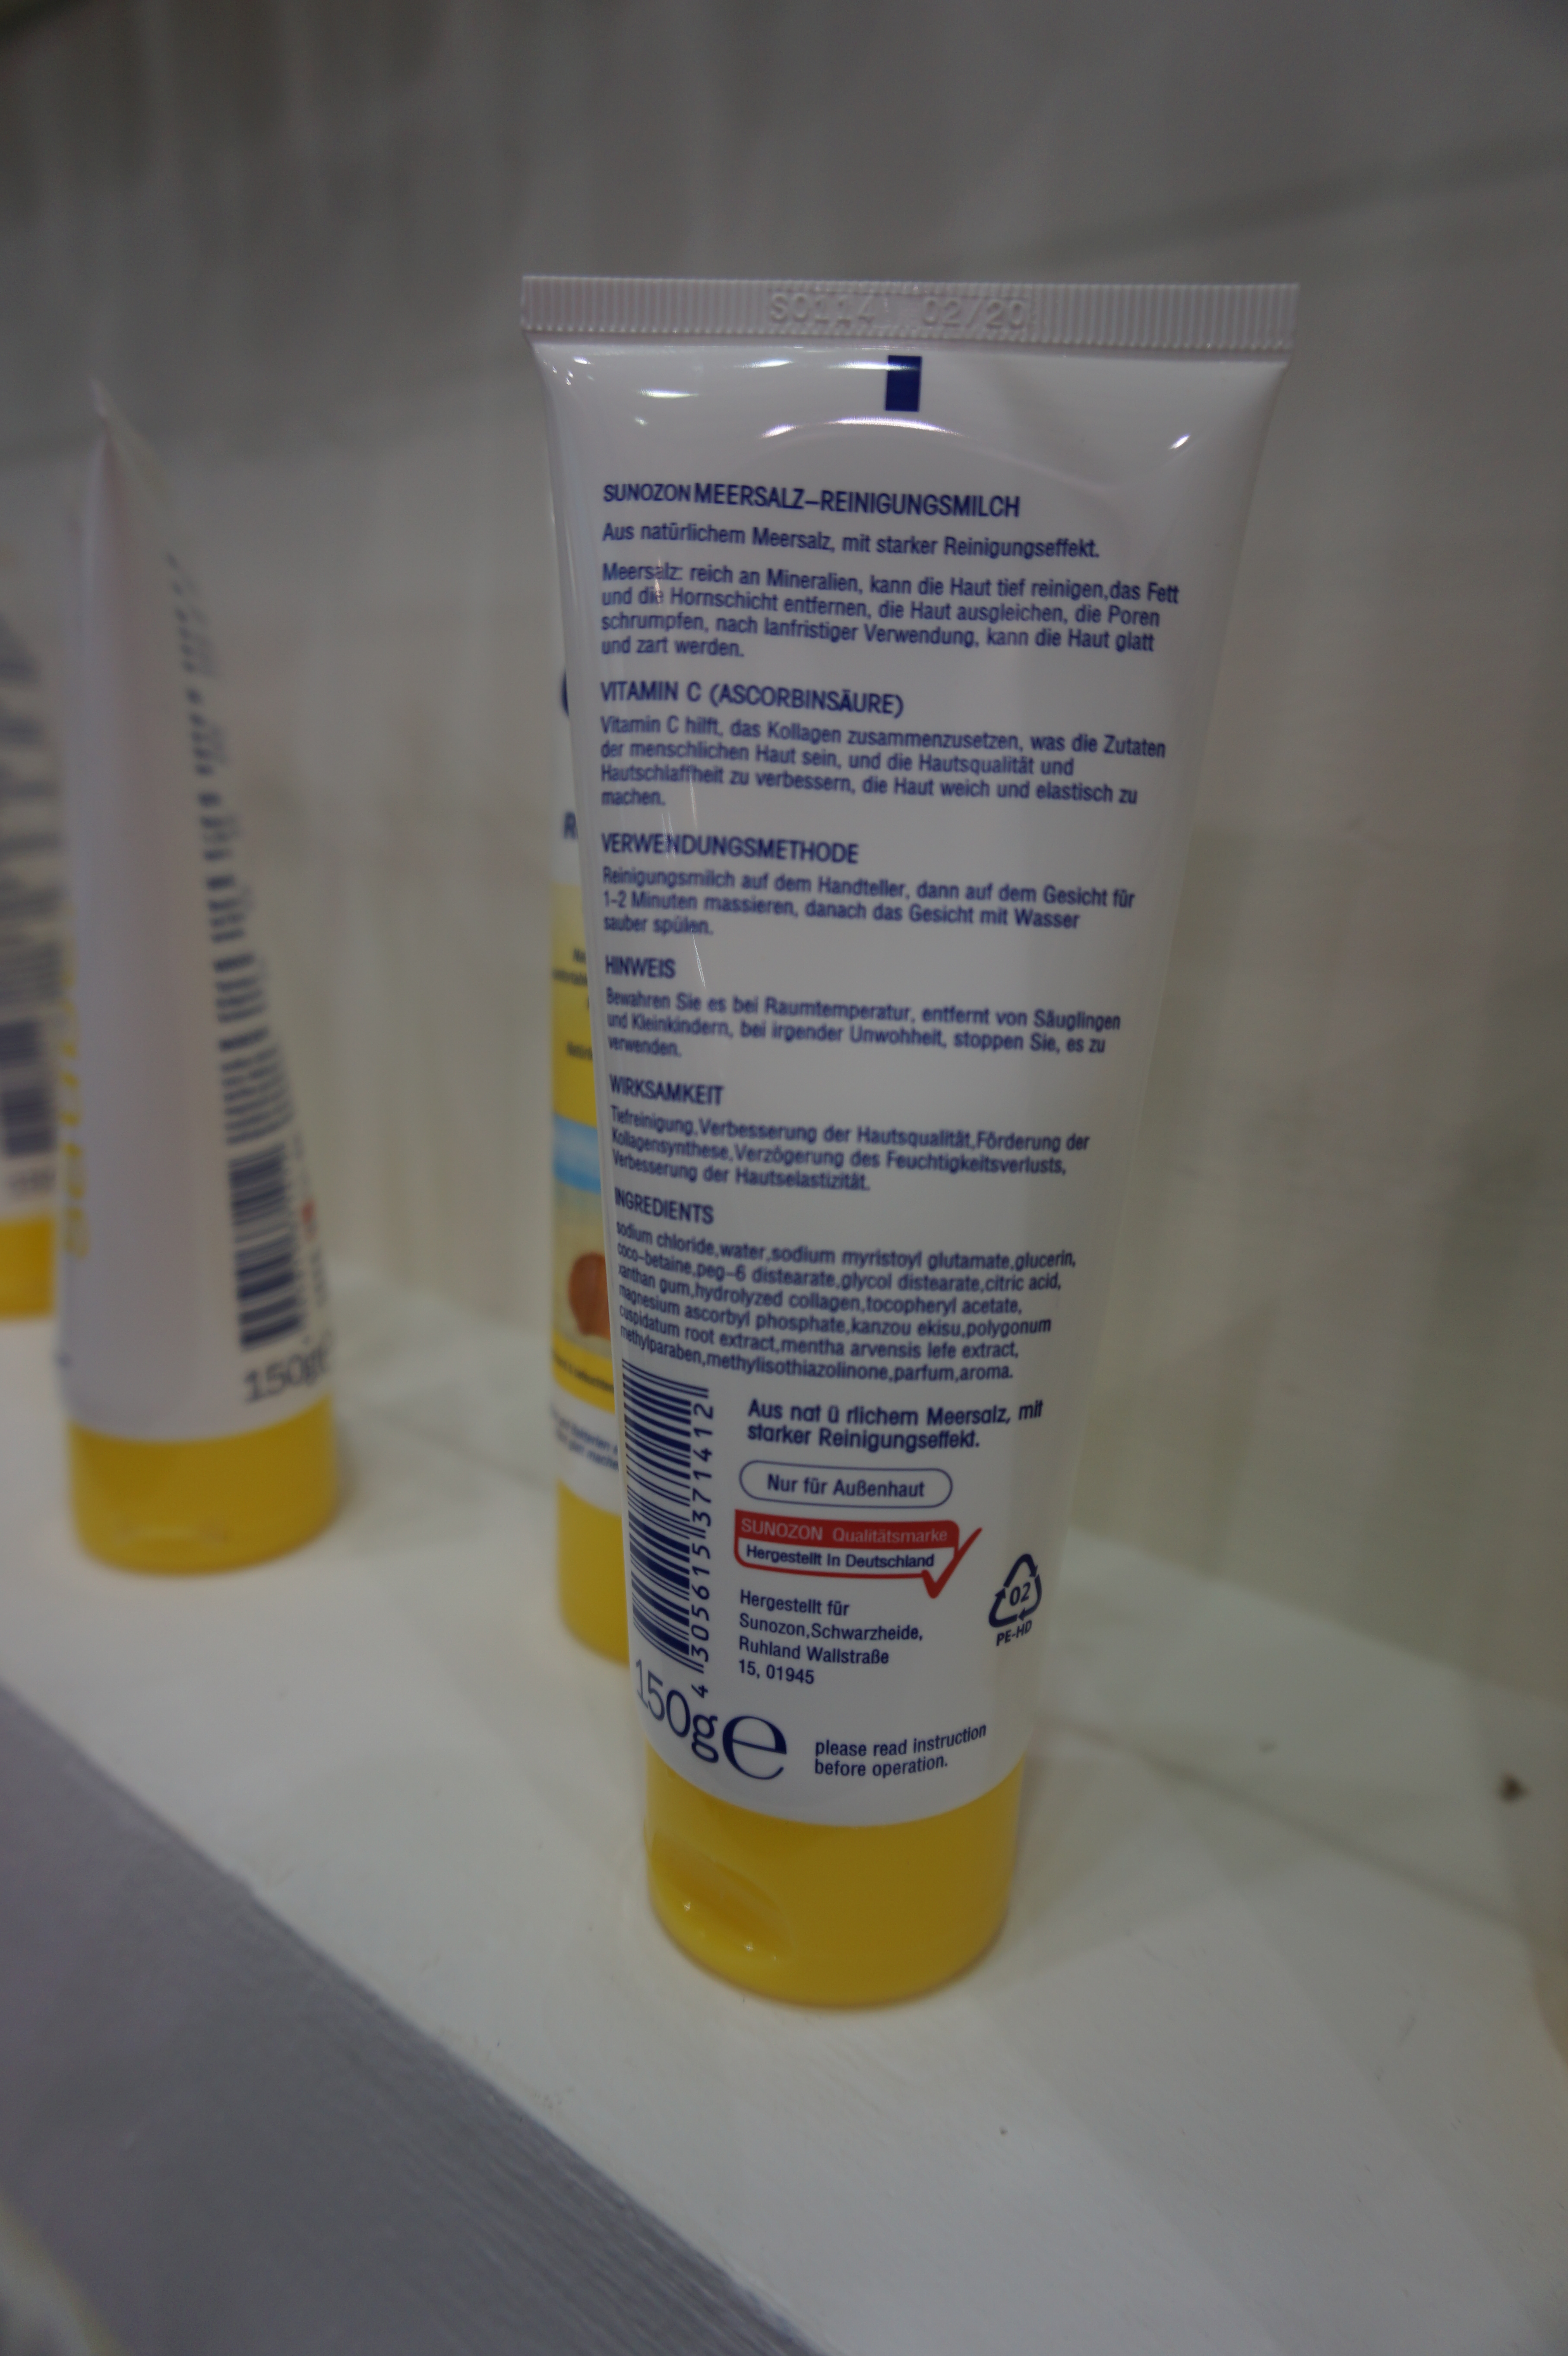 S0114 02/20
SUNOZON MEERSALZ-REINIGUNGSMILCH
Aus natürlichem Meersalz, mit starker Reinigungseffekt.
Meersalz: reich an Mineralien, kann die Haut tief reinigen,das Fett
und die Hornschicht entfernen, die Haut ausgleichen, die Poren
schrumpfen, nach lanfristiger Verwendung, kann die Haut glatt
und zart werden.
VITAMIN C (ASCORBINSÄURE)
Vitamin C hilft, das Kollagen zusammenzusetzen, was die Zutaten
der menschlichen Haut sein, und die Hautsqualität und
Hautschlaffheit zu verbessern, die Haut weich und elastisch zu
machen.
VERWENDUNGSMETHODE
Reinigungsmilch auf dem Handteller, dann auf dem Gesicht für
1-2 Minuten massieren, danach das Gesicht mit Wasser
sauber spülen.
HINWEIS
Bewahren Sie es bei Raumtemperatur, entfernt von Säuglingen
und Kleinkindern, bei irgender Unwohheit, stoppen Sie, es zu
verwenden.
WIRKSAMKEIT
Tiefreinigung,Verbesserung der Hautsqualität,Förderung der
Kollagensynthese,Verzögerung des Feuchtigkeitsverlusts,
Verbesserung der Hautselastizität.
INGREDIENTS
sodium chloride,water,sodium myristoyl glutamate,glucerin,
coco-betaine,peg-6 distearate,glycol distearate,citric acid,
xanthan gum,hydrolyzed collagen,tocopheryl acetate,
magnesium ascorbyl phosphate,kanzou ekisu,polygonum
cuspidatum root extract,mentha arvensis lefe extract,
methylparaben,methylisothiazolinone,parfum,aroma.
Aus nat ü rlichem Meersalz, mit
starker Reinigungseffekt.
Nur für Außenhaut
SUNOZON Qualitätsmarke
Hergestellt in Deutschland
Hergestellt für
Sunozon,Schwarzheide,
Ruhland Wallstraße
15, 01945
02
PE-HD
4 305615 371412
150g e
please read instruction
before operation.
150g